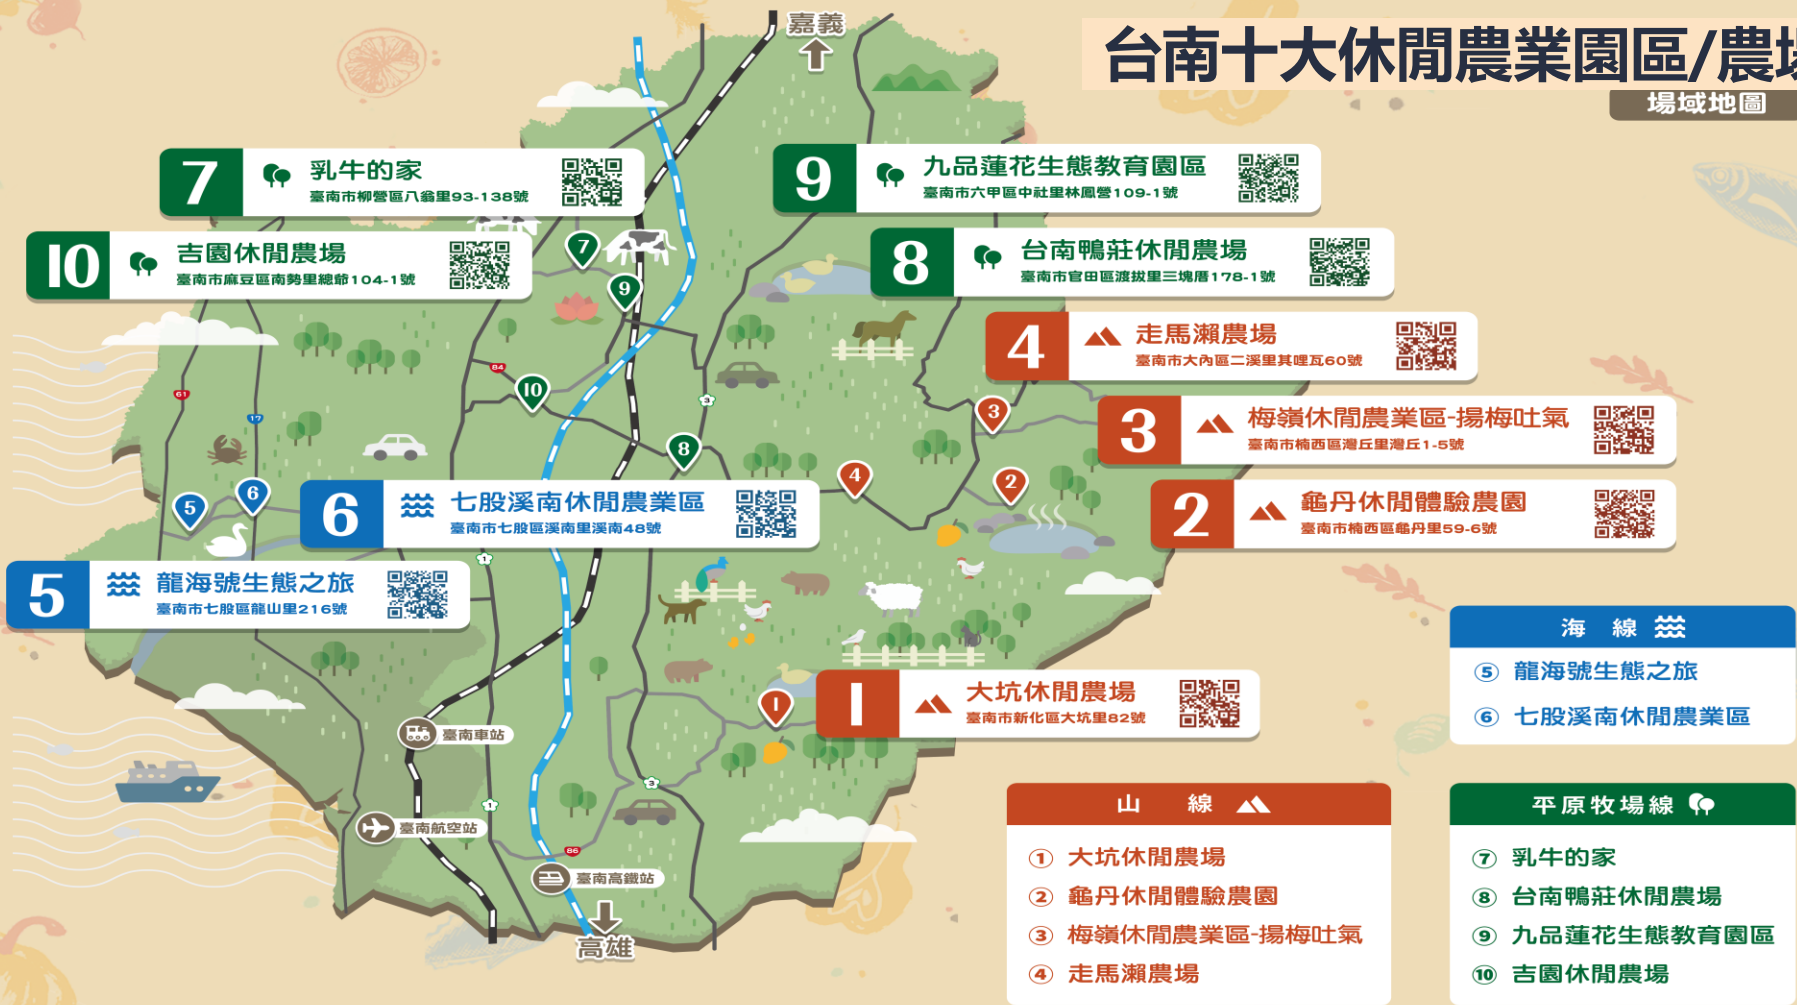 嘉義
台南十大休閒農業園區/農場
場域地圖
7
乳牛的家
臺南市柳營區八翁里93-138號
9
九品蓮花生態教育園區
臺南市六甲區中社里林鳳營109-1號
10
吉園休閒農場
臺南市麻豆區南勢里總爺104-1號
8
台南鴨莊休閒農場
臺南市官田區渡拔里三塊厝178-1號
7
9
4
走馬瀨農場
臺南市大內區二溪里其哩瓦60號
84
10
61
17
3
3
3
梅嶺休閒農業區-揚梅吐氣
臺南市楠西區灣丘里灣丘1-5號
8
4
2
5
6
6
七股溪南休閒農業區
臺南市七股區溪南里溪南48號
2
龜丹休閒體驗農園
臺南市楠西區龜丹里59-6號
1
5
龍海號生態之旅
臺南市七股區龍山里216號
1
1
大坑休閒農場
臺南市新化區大坑里82號
臺南車站
3
1
臺南航空站
86
臺南高鐵站
高雄
海 線
⑤ 龍海號生態之旅
⑥ 七股溪南休閒農業區
山 線
① 大坑休閒農場
② 龜丹休閒體驗農園
③ 梅嶺休閒農業區-揚梅吐氣
④ 走馬瀨農場
平原牧場線
⑦ 乳牛的家
⑧ 台南鴨莊休閒農場
⑨ 九品蓮花生態教育園區
⑩ 吉園休閒農場